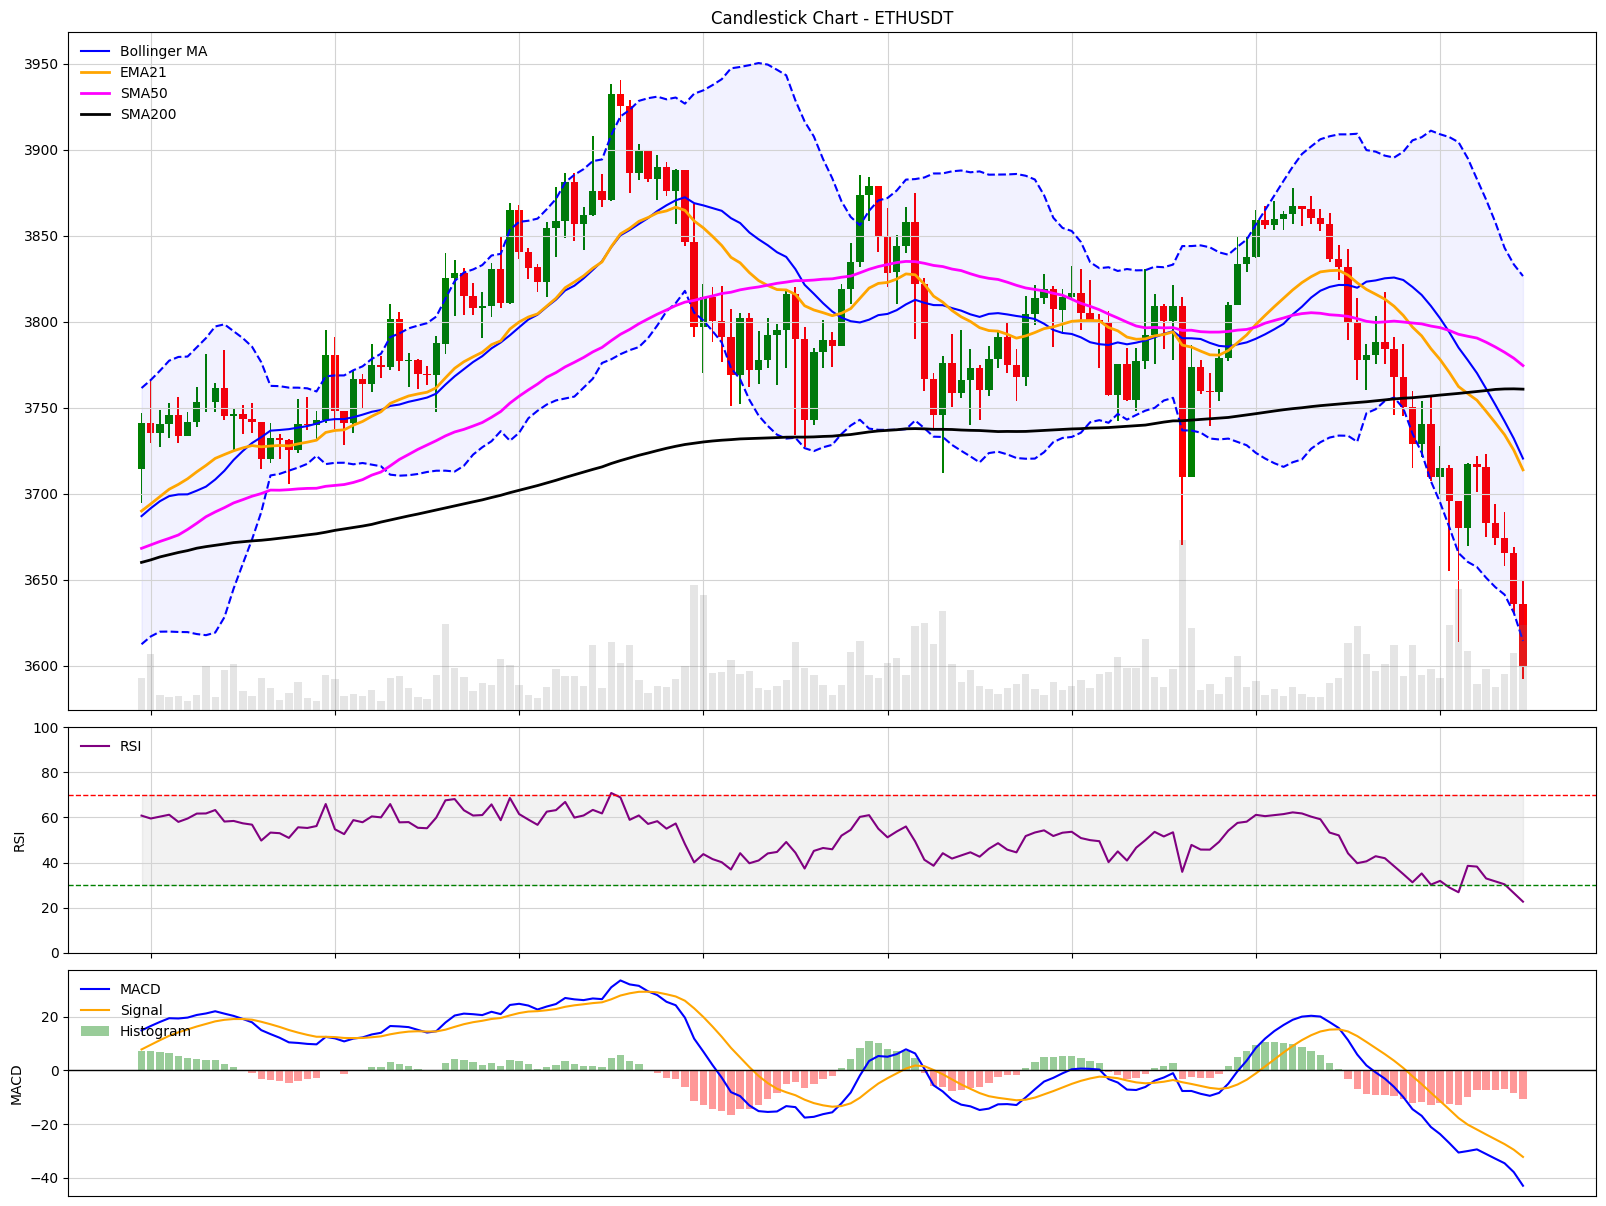 Candlestick Chart - ETHUSDT
Bollinger MA
EMA21
SMA50
SMA200
3950
3900
3850
3800
3750
3700
3650
3600
RSI
100
80
60
40
20
0
RSI
MACD
Signal
Histogram
20
0
−20
−40
MACD